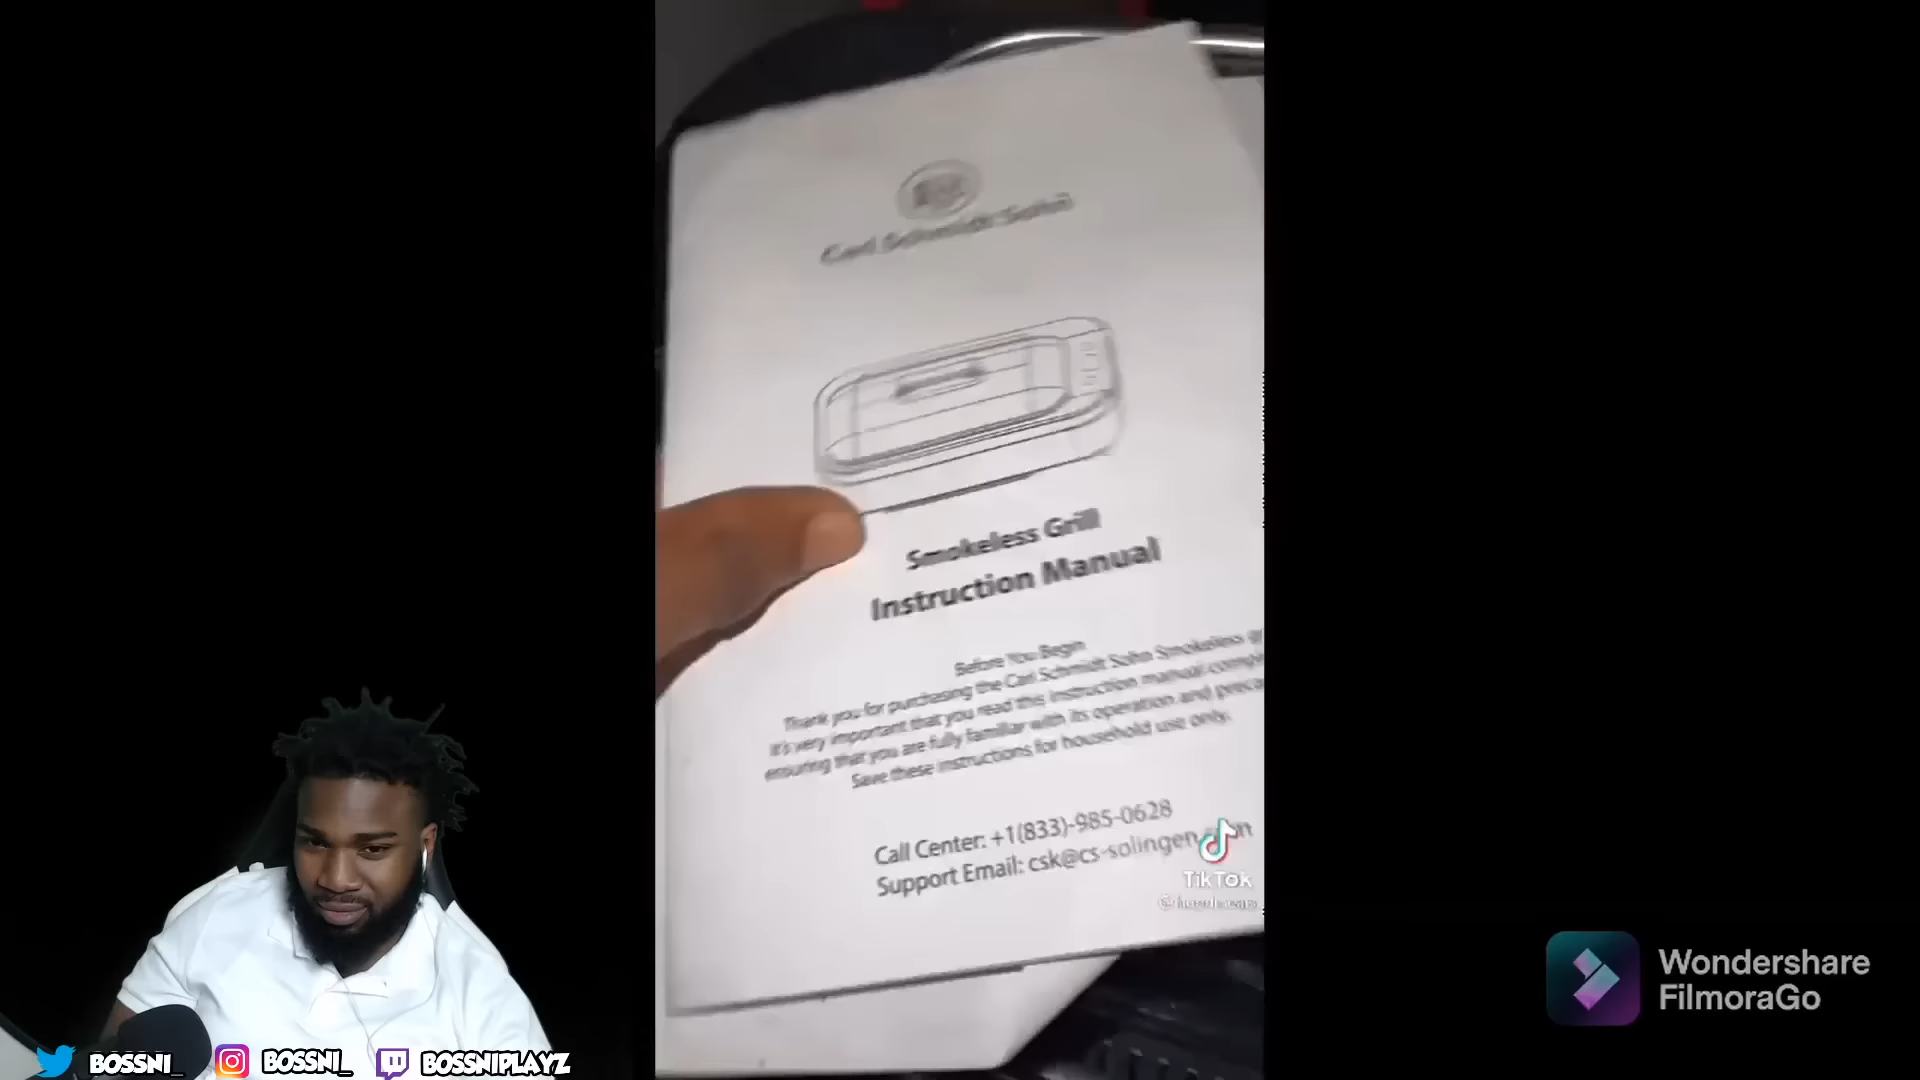 Carl Schmidt Sohn
Smokeless Grill
Instruction Manual
Before You Begin
Thank you for purchasing the Carl Schmidt Sohn Smokeless
It's very important that you read this instruction manual
ensuring that you are fully familiar with its operation and
Save these instructions for household use only.
Call Center: +1(833)-985-0628
Support Email: csk@cs-solingen.com
TikTok
Wondershare
FilmoraGo
BOSSNI_
BOSSNI_
BOSSNIPLAYZ